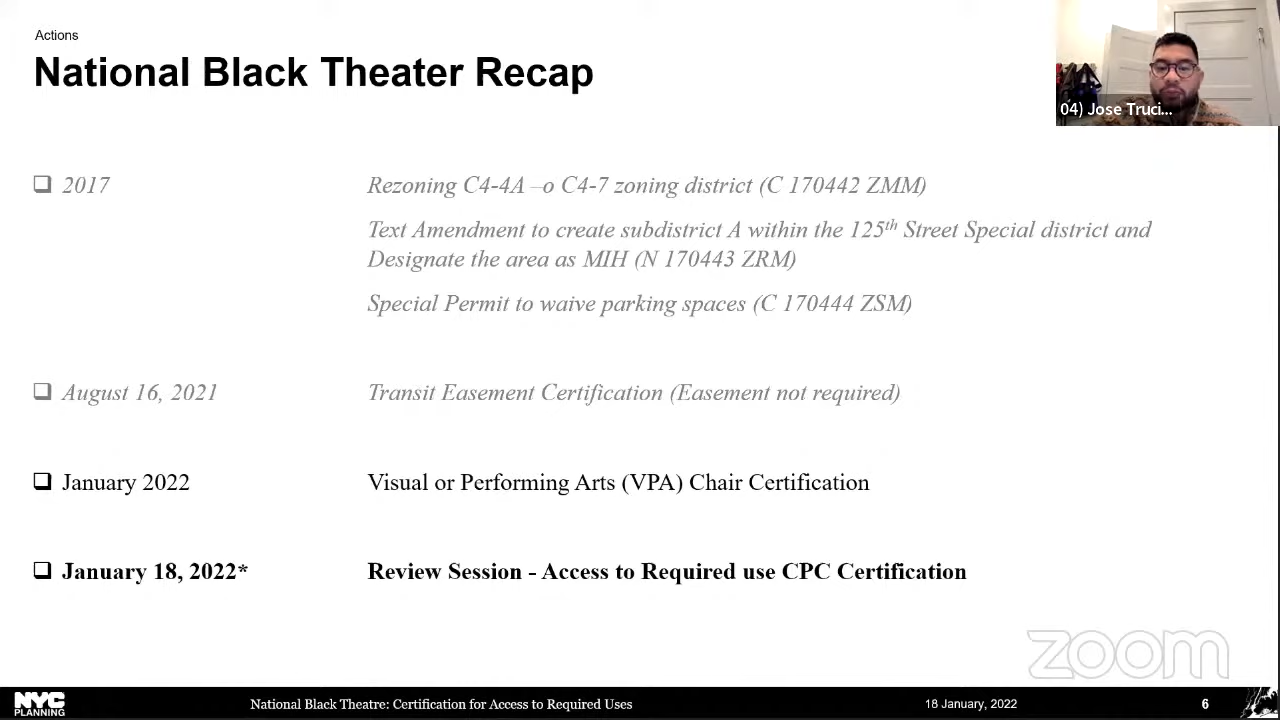 Actions
National Black Theater Recap
04) Jose Truci...
2017
Rezoning C4-4A –o C4-7 zoning district (C 170442 ZMM)
Text Amendment to create subdistrict A within the 125th Street Special district and
Designate the area as MIH (N 170443 ZRM)
Special Permit to waive parking spaces (C 170444 ZSM)
August 16, 2021
Transit Easement Certification (Easement not required)
January 2022
Visual or Performing Arts (VPA) Chair Certification
January 18, 2022*
Review Session - Access to Required use CPC Certification
zoom
NYC
PLANNING
National Black Theatre: Certification for Access to Required Uses
18 January, 2022
6